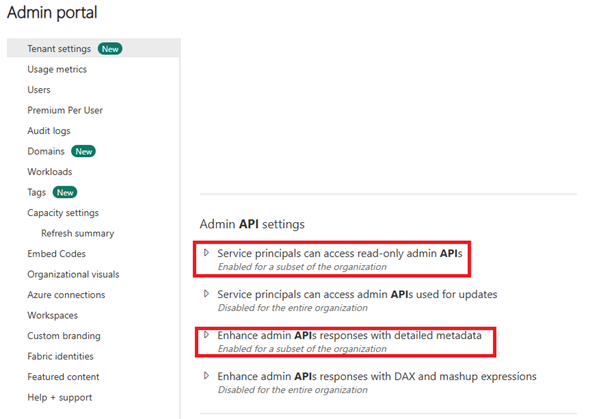 Admin portal
Tenant settings New
Usage metrics
Users
Premium Per User
Audit logs
Domains New
Workloads
Tags New
Capacity settings
Refresh summary
Embed Codes
Organizational visuals
Azure connections
Workspaces
Custom branding
Fabric identities
Featured content
Help + support
Admin API settings
Service principals can access read-only admin APIs
Enabled for a subset of the organization
Service principals can access admin APIs used for updates
Disabled for the entire organization
Enhance admin APIs responses with detailed metadata
Enabled for a subset of the organization
Enhance admin APIs responses with DAX and mashup expressions
Disabled for the entire organization